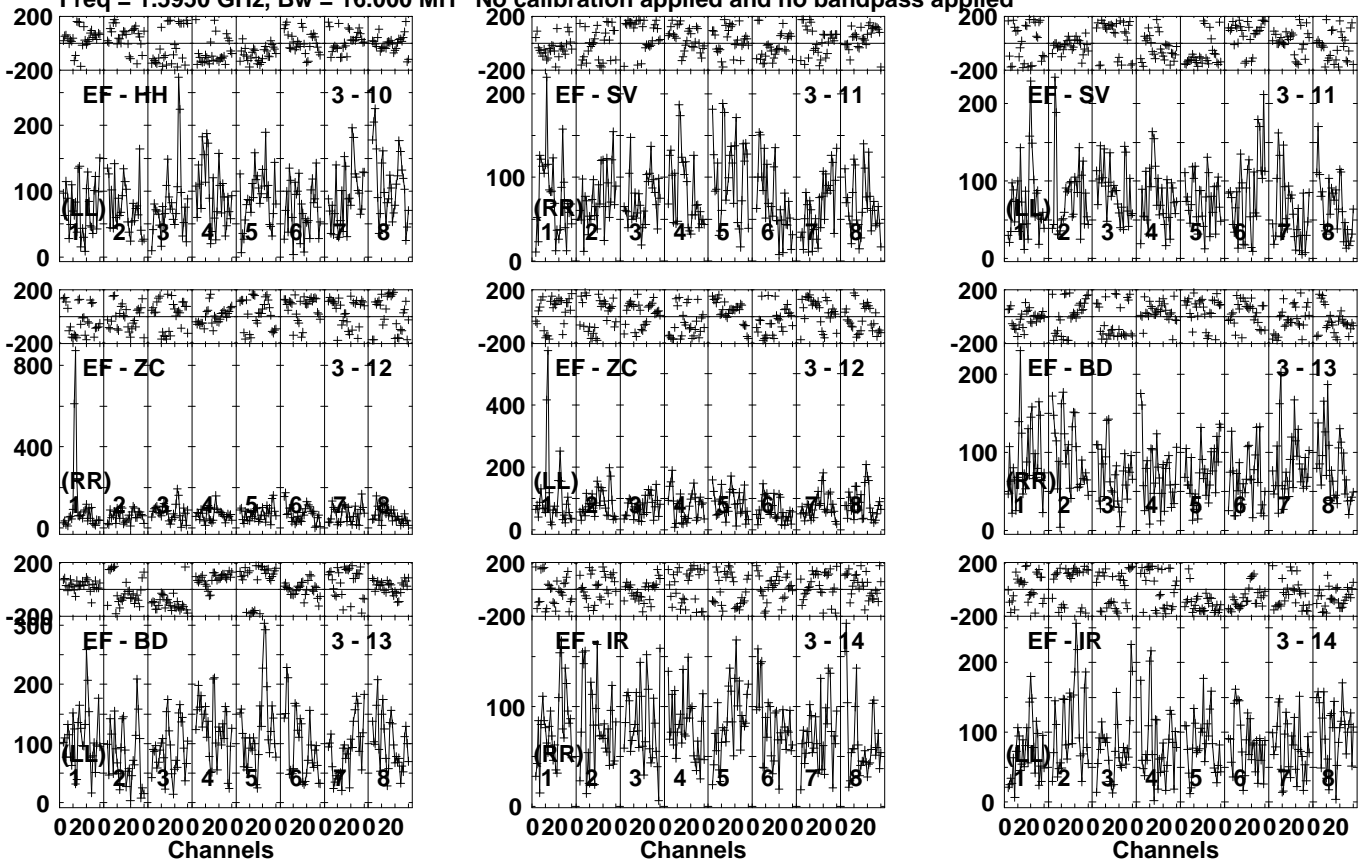 Freq = 1.5950 GHz, Bw = 16.000 MH No calibration applied and no bandpass applied
200 200 200
-200 -200 -200
EF - HH 3 - 10 EF - SV 3 - 11 EF - SV 3 - 11
200 200 200
100 100 100
(LL) (RR) (LL)
1 2 3 4 5 6 7 8 1 2 3 4 5 6 7 8 1 2 3 4 5 6 7 8
0 0 0
200 200 200
-200 -200 -200
EF - ZC 3 - 12 EF - ZC 3 - 12 EF - BD 3 - 13
800 400 200
400 200 100
(RR) (LL) (RR)
1 2 3 4 5 6 7 8 1 2 3 4 5 6 7 8 1 2 3 4 5 6 7 8
0 0 0
200 200 200
-200 -200 -200
300
EF - BD 3 - 13 EF - IR 3 - 14 EF - IR 3 - 14
200 100 200
100 100
(LL) (RR) (LL)
1 2 3 4 5 6 7 8 1 2 3 4 5 6 7 8 1 2 3 4 5 6 7 8
0 0 0
0 20 0 20 0 20 0 20 0 20 0 20 0 20 0 20 0 20 0 20 0 20 0 20 0 20 0 20 0 20 0 20 0 20 0 20 0 20 0 20 0 20 0 20 0 20 0 20
Channels Channels Channels